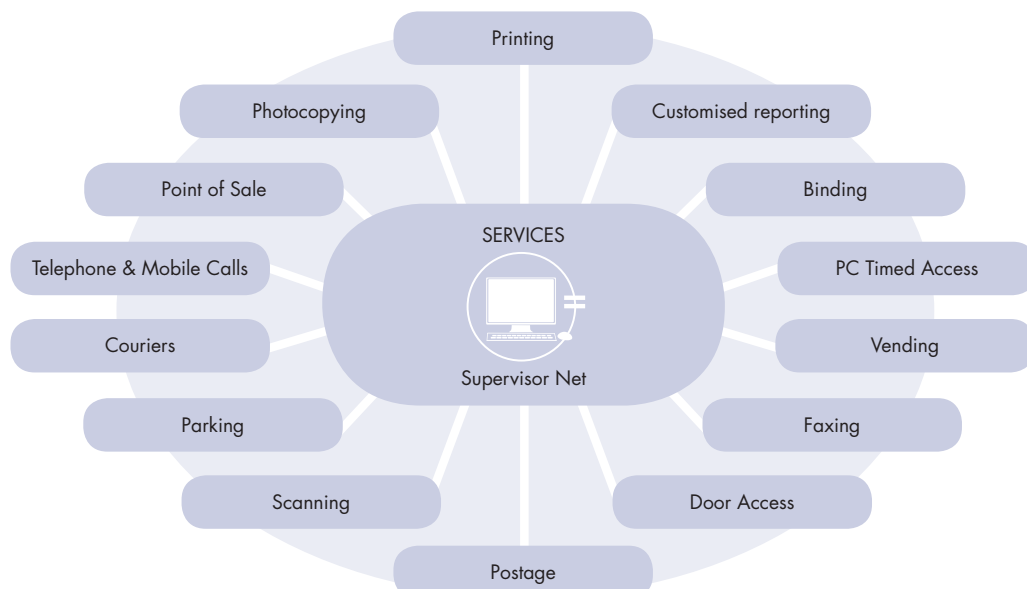 Printing
Photocopying
Customised reporting
Point of Sale
Binding
SERVICES
Telephone & Mobile Calls
PC Timed Access
Couriers
Vending
Supervisor Net
Parking
Faxing
Scanning
Door Access
Postage